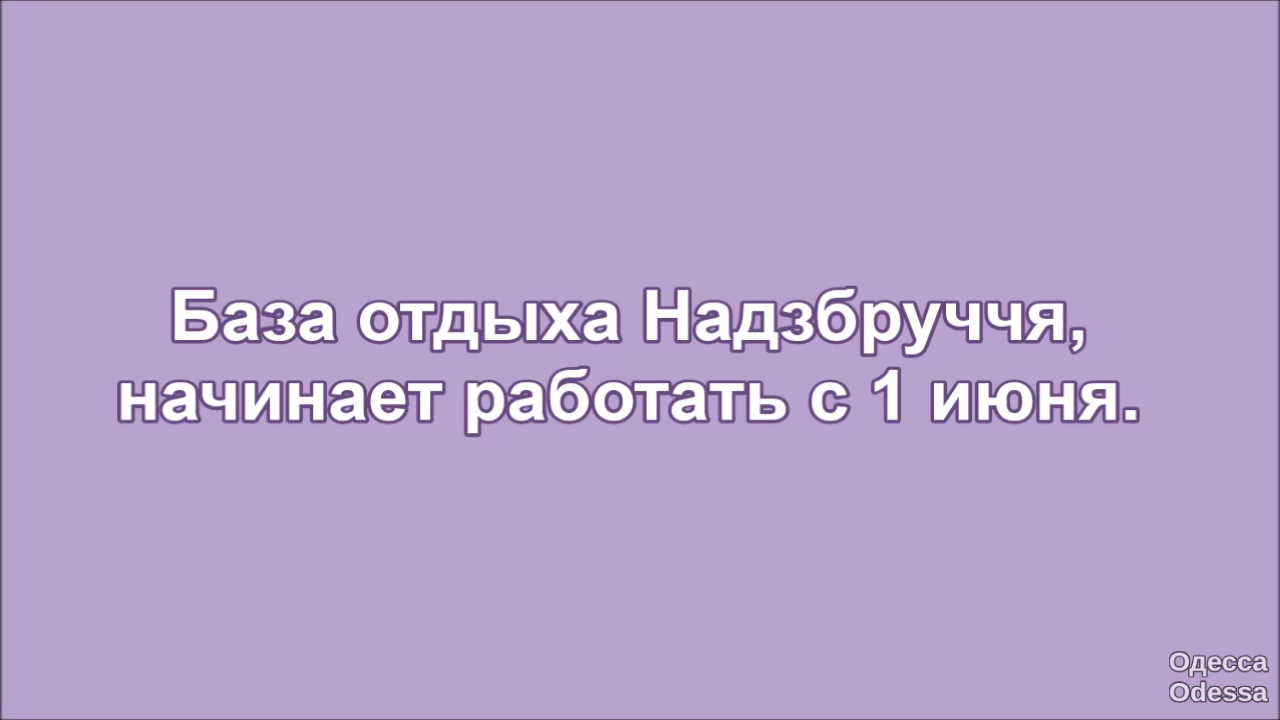 База отдыха Надзбруччя,
начинает работать с 1 июня.
Одесса
Odessa